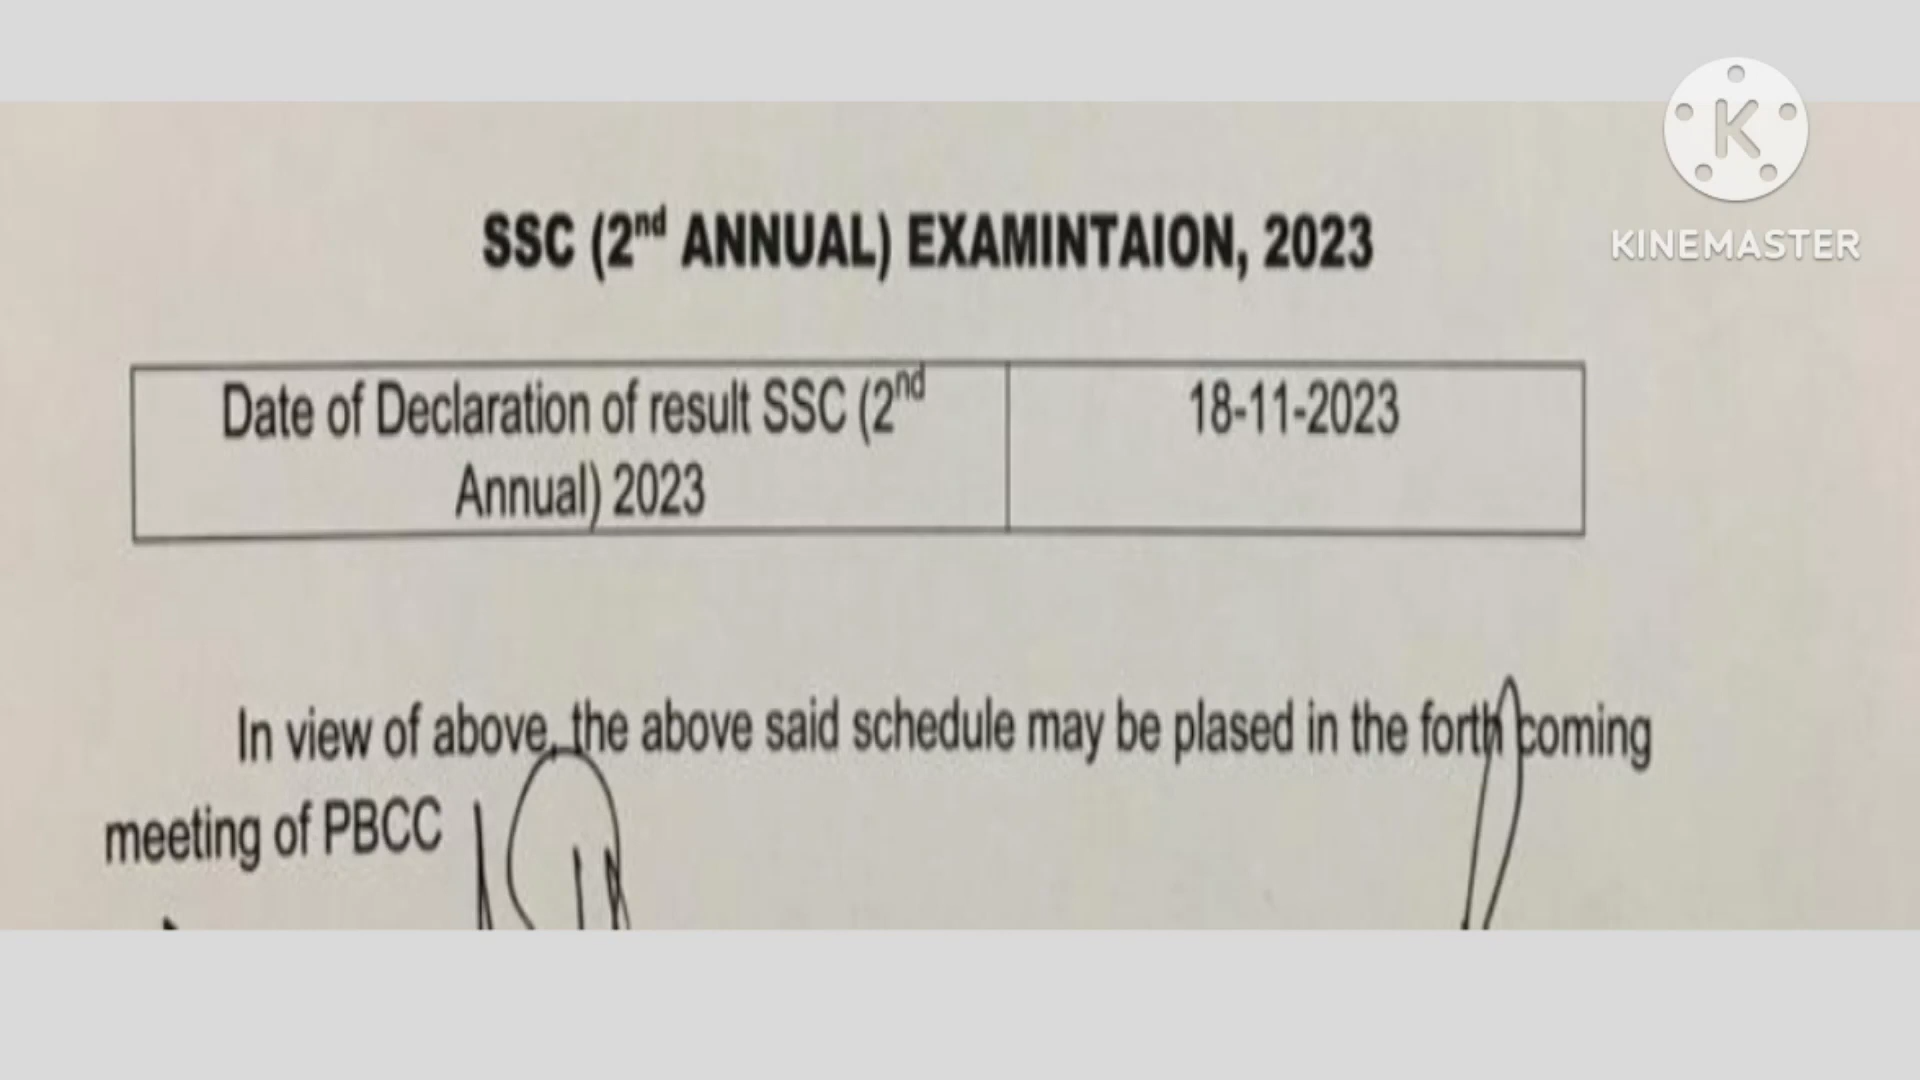 K
KINEMASTER
SSC (2nd ANNUAL) EXAMINTAION, 2023
Date of Declaration of result SSC (2nd
Annual) 2023
18-11-2023
In view of above, the above said schedule may be plased in the forth coming
meeting of PBCC